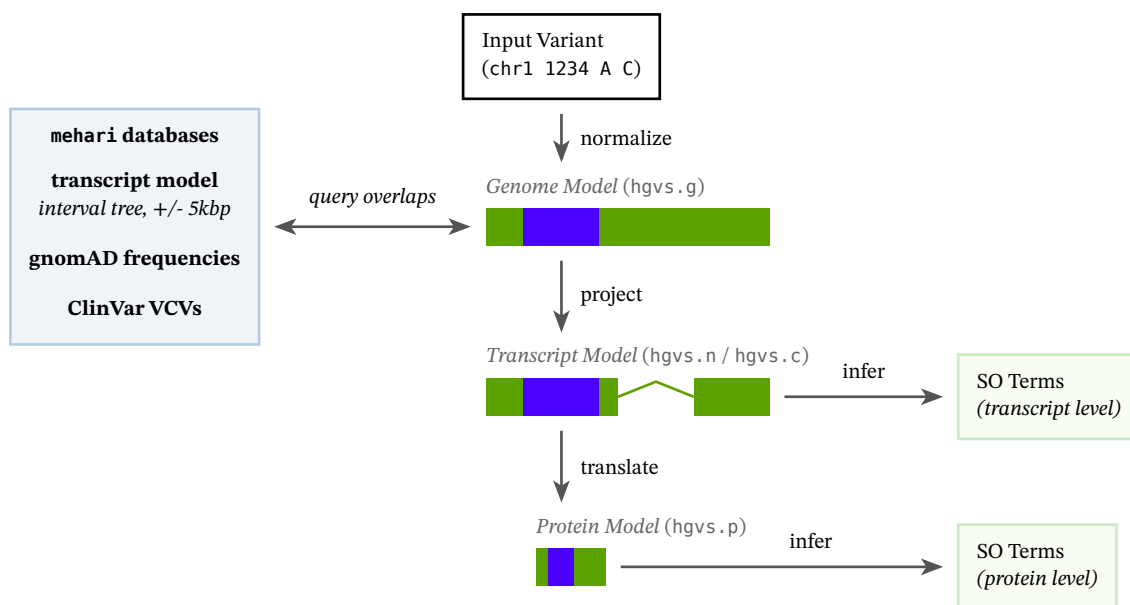 Input Variant
(chr1 1234 A C)
normalize
mehari databases
transcript model
interval tree, +/- 5kbp
gnomAD frequencies
ClinVar VCVs
query overlaps
Genome Model (hgvs.g)
project
Transcript Model (hgvs.n / hgvs.c)
infer
SO Terms
(transcript level)
translate
Protein Model (hgvs.p)
infer
SO Terms
(protein level)